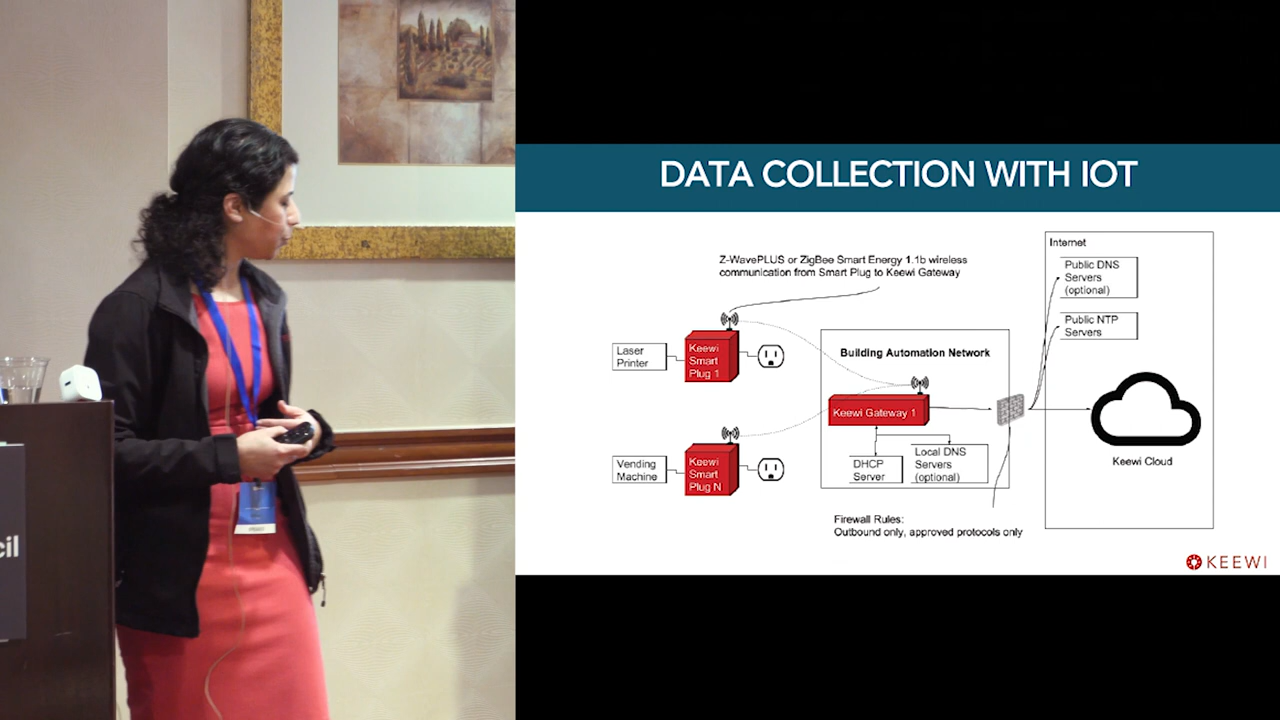 DATA COLLECTION WITH IOT
Z-WavePLUS or ZigBee Smart Energy 1.1b wireless
communication from Smart Plug to Keewi Gateway
Internet
Public DNS
Servers
(optional)
Public NTP
Servers
Laser
Printer
Keewi
Smart
Plug 1
Building Automation Network
Keewi Gateway 1
Keewi Cloud
Vending
Machine
Keewi
Smart
Plug N
DHCP
Server
Local DNS
Servers
(optional)
Firewall Rules:
Outbound only, approved protocols only
KEEWI
cil